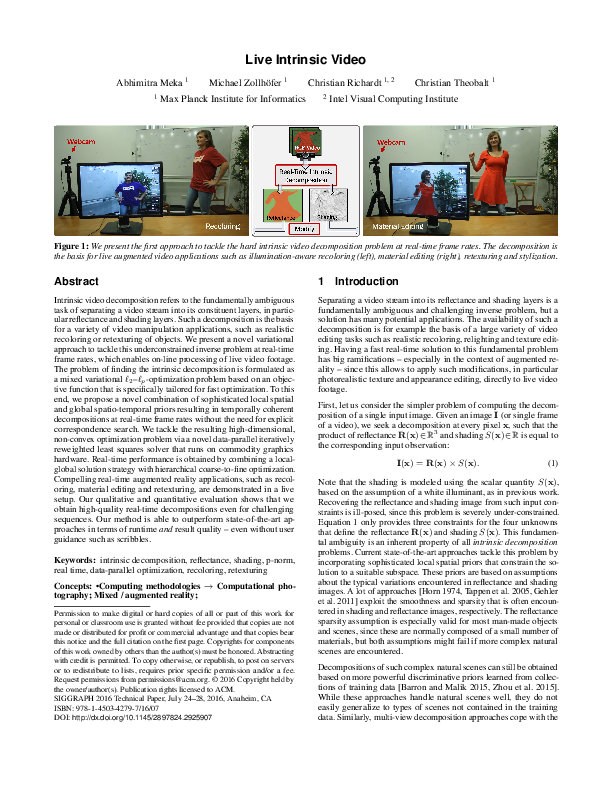 Live Intrinsic Video
Abhimitra Meka 1 Michael Zollhöfer 1 Christian Richardt 1, 2 Christian Theobalt 1
1 Max Planck Institute for Informatics 2 Intel Visual Computing Institute
Webcam
Recoloring
RGB Video
Real-Time Intrinsic
Decomposition
Reflectance
Shading
Modify
Webcam
Material Editing
Figure 1: We present the first approach to tackle the hard intrinsic video decomposition problem at real-time frame rates. The decomposition is
the basis for live augmented video applications such as illumination-aware recoloring (left), material editing (right), retexturing and stylization.
Abstract
Intrinsic video decomposition refers to the fundamentally ambiguous
task of separating a video stream into its constituent layers, in partic-
ular reflectance and shading layers. Such a decomposition is the basis
for a variety of video manipulation applications, such as realistic
recoloring or retexturing of objects. We present a novel variational
approach to tackle this underconstrained inverse problem at real-time
frame rates, which enables on-line processing of live video footage.
The problem of finding the intrinsic decomposition is formulated as
a mixed variational ℓ2–ℓp-optimization problem based on an objec-
tive function that is specifically tailored for fast optimization. To this
end, we propose a novel combination of sophisticated local spatial
and global spatio-temporal priors resulting in temporally coherent
decompositions at real-time frame rates without the need for explicit
correspondence search. We tackle the resulting high-dimensional,
non-convex optimization problem via a novel data-parallel iteratively
reweighted least squares solver that runs on commodity graphics
hardware. Real-time performance is obtained by combining a local-
global solution strategy with hierarchical coarse-to-fine optimization.
Compelling real-time augmented reality applications, such as recol-
oring, material editing and retexturing, are demonstrated in a live
setup. Our qualitative and quantitative evaluation shows that we
obtain high-quality real-time decompositions even for challenging
sequences. Our method is able to outperform state-of-the-art ap-
proaches in terms of runtime and result quality – even without user
guidance such as scribbles.
Keywords: intrinsic decomposition, reflectance, shading, p-norm,
real time, data-parallel optimization, recoloring, retexturing
Concepts: •Computing methodologies → Computational pho-
tography; Mixed / augmented reality;
Permission to make digital or hard copies of all or part of this work for
personal or classroom use is granted without fee provided that copies are not
made or distributed for profit or commercial advantage and that copies bear
this notice and the full citation on the first page. Copyrights for components
of this work owned by others than the author(s) must be honored. Abstracting
with credit is permitted. To copy otherwise, or republish, to post on servers
or to redistribute to lists, requires prior specific permission and/or a fee.
Request permissions from permissions@acm.org. © 2016 Copyright held by
the owner/author(s). Publication rights licensed to ACM.
SIGGRAPH 2016 Technical Paper, July 24–28, 2016, Anaheim, CA
ISBN: 978-1-4503-4279-7/16/07
DOI: http://dx.doi.org/10.1145/2897824.2925907
1 Introduction
Separating a video stream into its reflectance and shading layers is a
fundamentally ambiguous and challenging inverse problem, but a
solution has many potential applications. The availability of such a
decomposition is for example the basis of a large variety of video
editing tasks such as realistic recoloring, relighting and texture edit-
ing. Having a fast real-time solution to this fundamental problem
has big ramifications – especially in the context of augmented re-
ality – since this allows to apply such modifications, in particular
photorealistic texture and appearance editing, directly to live video
footage.
First, let us consider the simpler problem of computing the decom-
position of a single input image. Given an image I (or single frame
of a video), we seek a decomposition at every pixel x, such that the
product of reflectance R(x)∈ℝ³ and shading S(x)∈ℝ is equal to
the corresponding input observation:
I(x) = R(x) × S(x). (1)
Note that the shading is modeled using the scalar quantity S(x),
based on the assumption of a white illuminant, as in previous work.
Recovering the reflectance and shading image from such input con-
straints is ill-posed, since this problem is severely under-constrained.
Equation 1 only provides three constraints for the four unknowns
that define the reflectance R(x) and shading S(x). This fundamen-
tal ambiguity is an inherent property of all intrinsic decomposition
problems. Current state-of-the-art approaches tackle this problem by
incorporating sophisticated local spatial priors that constrain the so-
lution to a suitable subspace. These priors are based on assumptions
about the typical variations encountered in reflectance and shading
images. A lot of approaches [Horn 1974, Tappen et al. 2005, Gehler
et al. 2011] exploit the smoothness and sparsity that is often encoun-
tered in shading and reflectance images, respectively. The reflectance
sparsity assumption is especially valid for most man-made objects
and scenes, since these are normally composed of a small number of
materials, but both assumptions might fail if more complex natural
scenes are encountered.
Decompositions of such complex natural scenes can still be obtained
based on more powerful discriminative priors learned from collec-
tions of training data [Barron and Malik 2015, Zhou et al. 2015].
While these approaches handle natural scenes well, they do not
easily generalize to types of scenes not contained in the training
data. Similarly, multi-view decomposition approaches cope with the